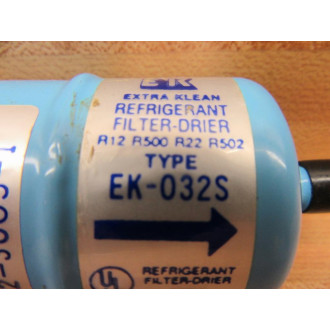 EK
EXTRA KLEAN
REFRIGERANT
FILTER-DRIER
R12 R500 R22 R502
TYPE
EK-032S
REFRIGERANT
FILTER-DRIER